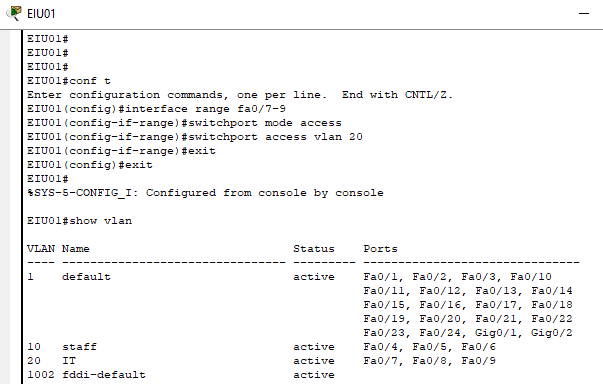 EIU01
EIU01#
EIU01#
EIU01#
EIU01#conf t
Enter configuration commands, one per line.  End with CNTL/Z.
EIU01(config)#interface range fa0/7-9
EIU01(config-if-range)#switchport mode access
EIU01(config-if-range)#switchport access vlan 20
EIU01(config-if-range)#exit
EIU01(config)#exit
EIU01#
%SYS-5-CONFIG_I: Configured from console by console
EIU01#show vlan
VLAN Name                             Status    Ports
---- -------------------------------- --------- -------------------------------
1    default                          active    Fa0/1, Fa0/2, Fa0/3, Fa0/10
                                                Fa0/11, Fa0/12, Fa0/13, Fa0/14
                                                Fa0/15, Fa0/16, Fa0/17, Fa0/18
                                                Fa0/19, Fa0/20, Fa0/21, Fa0/22
                                                Fa0/23, Fa0/24, Gig0/1, Gig0/2
10   staff                            active    Fa0/4, Fa0/5, Fa0/6
20   IT                               active    Fa0/7, Fa0/8, Fa0/9
1002 fddi-default                     active